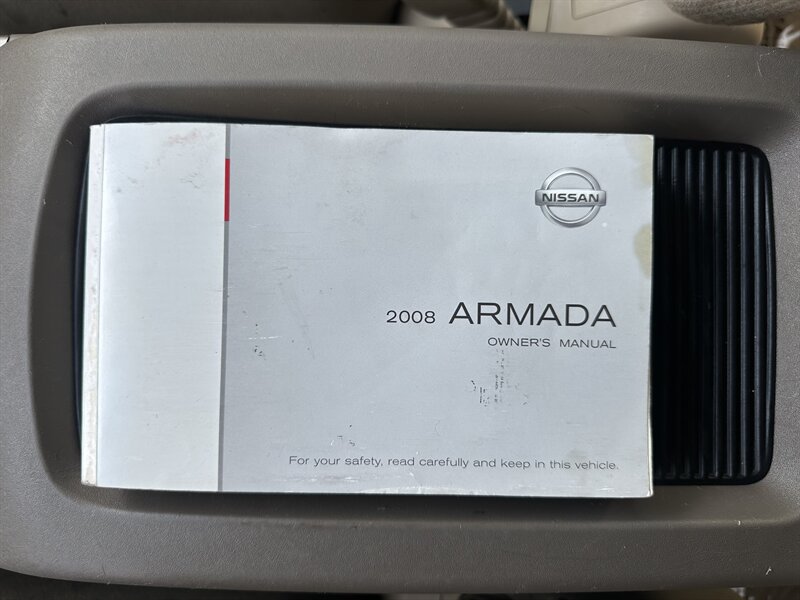 NISSAN
2008 ARMADA
OWNER'S MANUAL
For your safety, read carefully and keep in this vehicle.